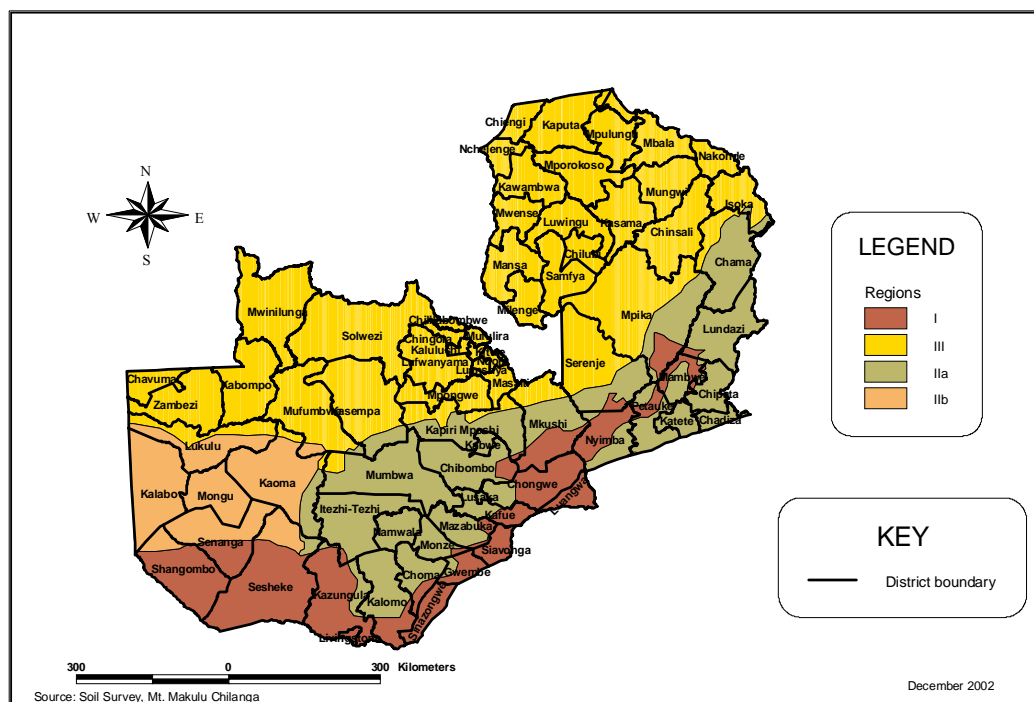 Chiengi
Kaputa
Mpulungu
Mbala
Nchelenge
Nakonde
Mporokoso
Kawambwa
Mungwi
Isoka
Mwense
Luwingu
Kasama
Chinsali
Chilubi
Mansa
Samfya
Chama
Milenge
Mpika
Lundazi
Serenje
Mwinilunga
Solwezi
Chililabombwe
Mufulira
Chingola
Kalulushi
Kitwe
Ndola
Lufwanyama
Luanshya
Masaiti
Chavuma
Kabompo
Zambezi
Mufumbwe
Kasempa
Mpongwe
Mambwe
Chipata
Petauke
Katete
Chadiza
Kapiri Mposhi
Mkushi
Nyimba
Kabwe
Lukulu
Mumbwa
Chibombo
Kalabo
Mongu
Kaoma
Chongwe
Luangwa
Lusaka
Itezhi-Tezhi
Kafue
Mazabuka
Namwala
Monze
Senanga
Siavonga
Shangombo
Sesheke
Kazungula
Choma
Gwembe
Kalomo
Sinazongwe
Livingstone
N
W
E
S
LEGEND
Regions
I
III
IIa
IIb
KEY
District boundary
300 0 300 Kilometers
Source: Soil Survey, Mt. Makulu Chilanga
December 2002